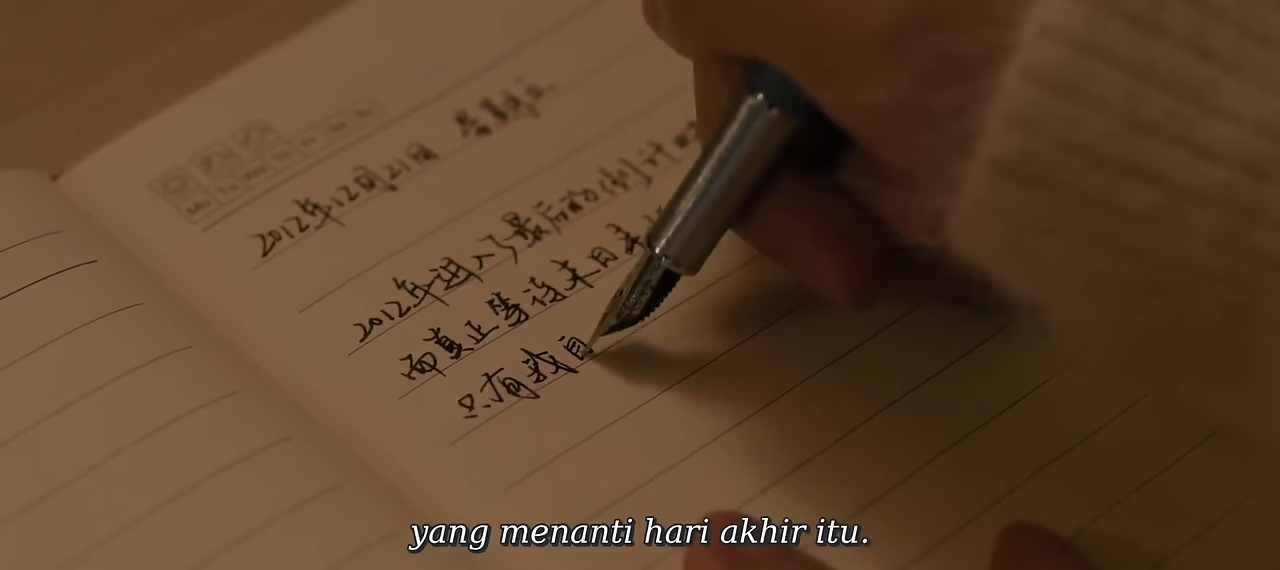 2012年12月21日
2012年进入了最后的倒计时
而真正等待末日来
只有我自
yang menanti hari akhir itu.